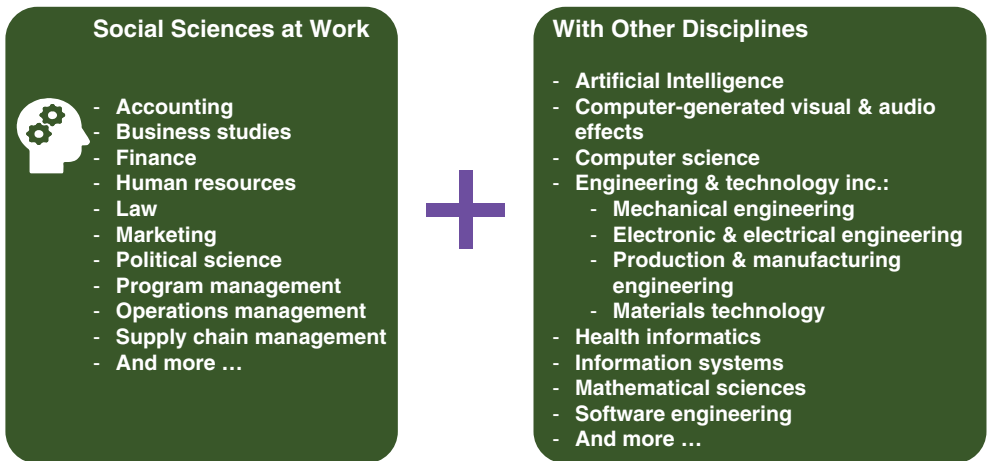 Social Sciences at Work
- Accounting
- Business studies
- Finance
- Human resources
- Law
- Marketing
- Political science
- Program management
- Operations management
- Supply chain management
- And more …
With Other Disciplines
- Artificial Intelligence
- Computer-generated visual & audio
effects
- Computer science
- Engineering & technology inc.:
- Mechanical engineering
- Electronic & electrical engineering
- Production & manufacturing
engineering
- Materials technology
- Health informatics
- Information systems
- Mathematical sciences
- Software engineering
- And more …